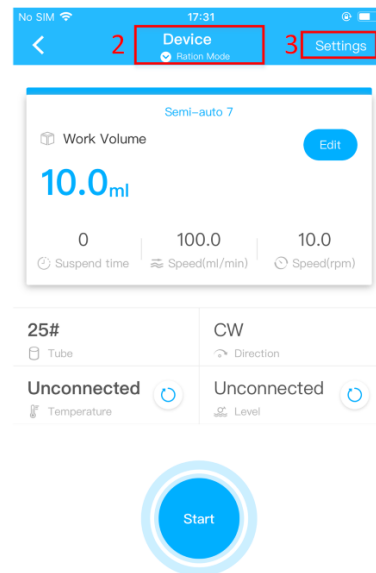 No SIM 17:31
2 Device 3 Settings
Ration Mode
Semi-auto 7
Work Volume Edit
10.0ml
0 100.0 10.0
Suspend time Speed(ml/min) Speed(rpm)
25# CW
Tube Direction
Unconnected Unconnected
Temperature Level
Start